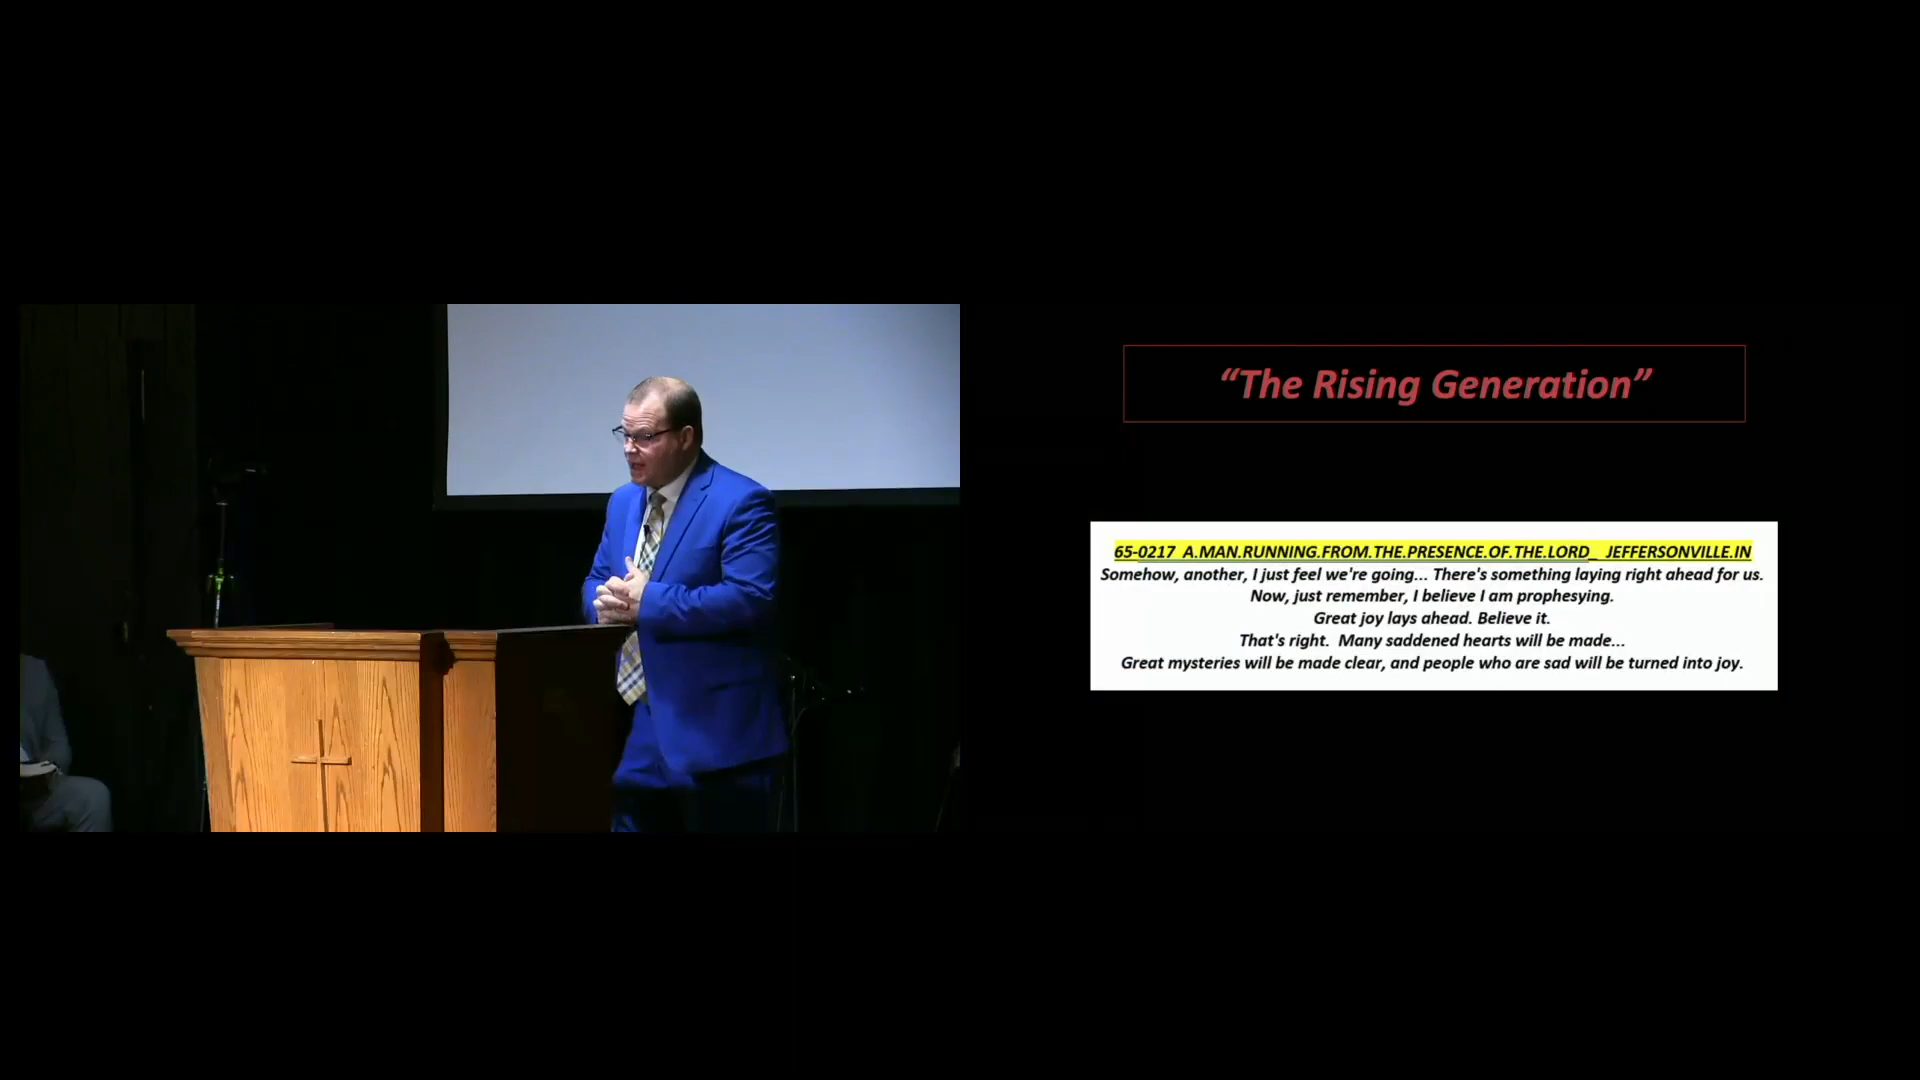 “The Rising Generation”
65-0217 A.MAN.RUNNING.FROM.THE.PRESENCE.OF.THE.LORD_ JEFFERSONVILLE.IN
Somehow, another, I just feel we're going... There's something laying right ahead for us.
Now, just remember, I believe I am prophesying.
Great joy lays ahead. Believe it.
That's right. Many saddened hearts will be made...
Great mysteries will be made clear, and people who are sad will be turned into joy.